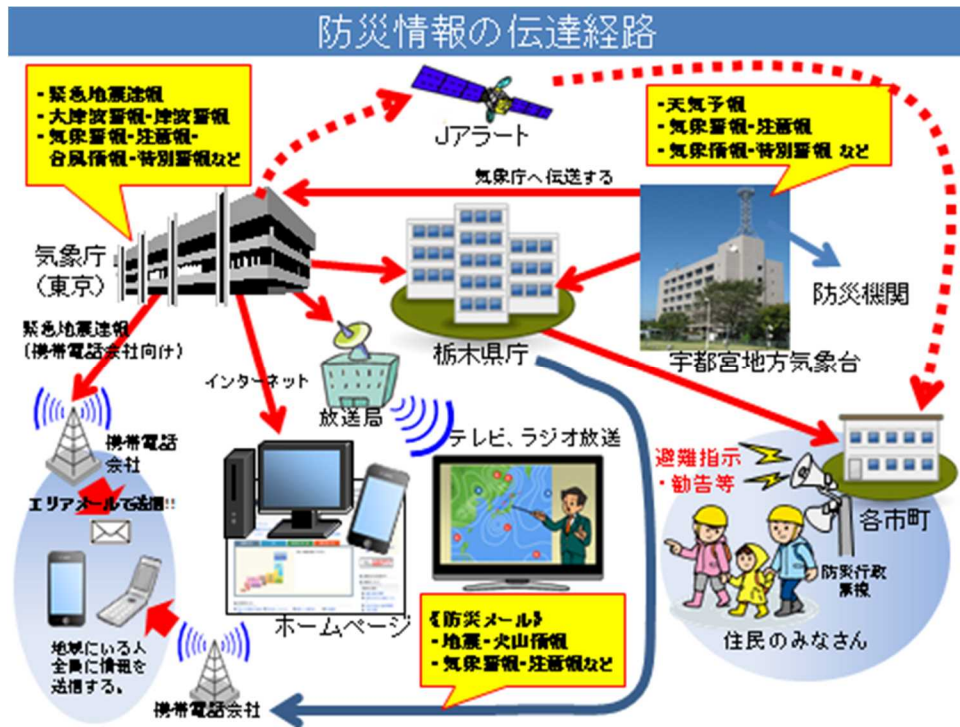 防災情報の伝達経路
・緊急地震速報
・大津波警報・津波警報
・気象警報・注意報・
台風情報・特別警報など
Jアラート
・天気予報
・気象警報・注意報
・気象情報・特別警報 など
気象庁へ伝送する
気象庁
(東京)
栃木県庁
防災機関
宇都宮地方気象台
緊急地震速報
(携帯電話会社向け)
インターネット
放送局
テレビ、ラジオ放送
携帯電話
会社
エリアメールで送信!!
避難指示
・勧告等
各市町
防災行政
無線
住民のみなさん
ホームページ
《防災メール》
・地震・火山情報
・気象警報・注意報など
地域にいる人
全員に情報を
送信する。
携帯電話会社